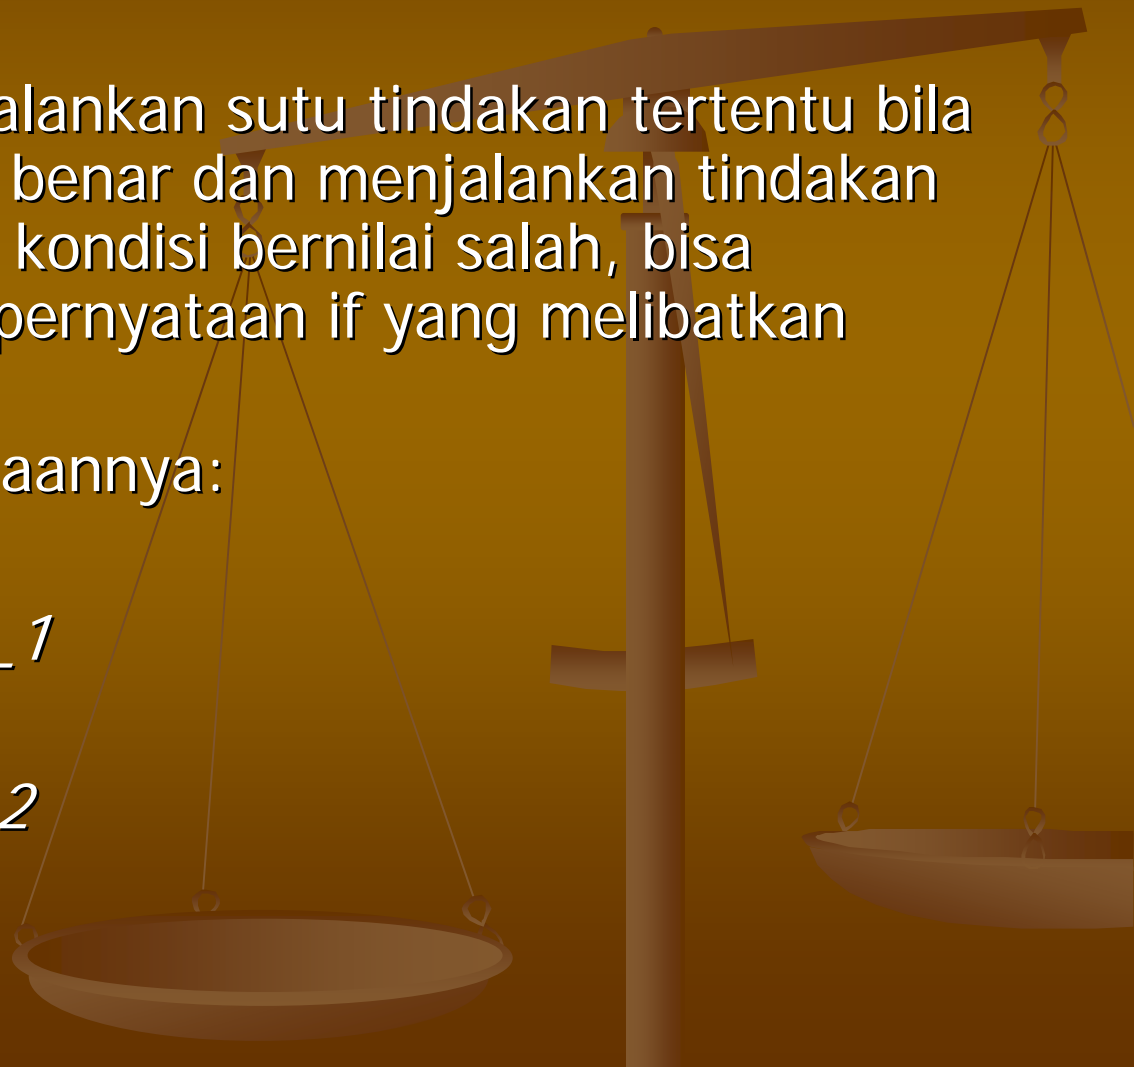 alankan sutu tindakan tertentu bila
benar dan menjalankan tindakan
kondisi bernilai salah, bisa
pernyataan if yang melibatkan
aannya:
_1
2